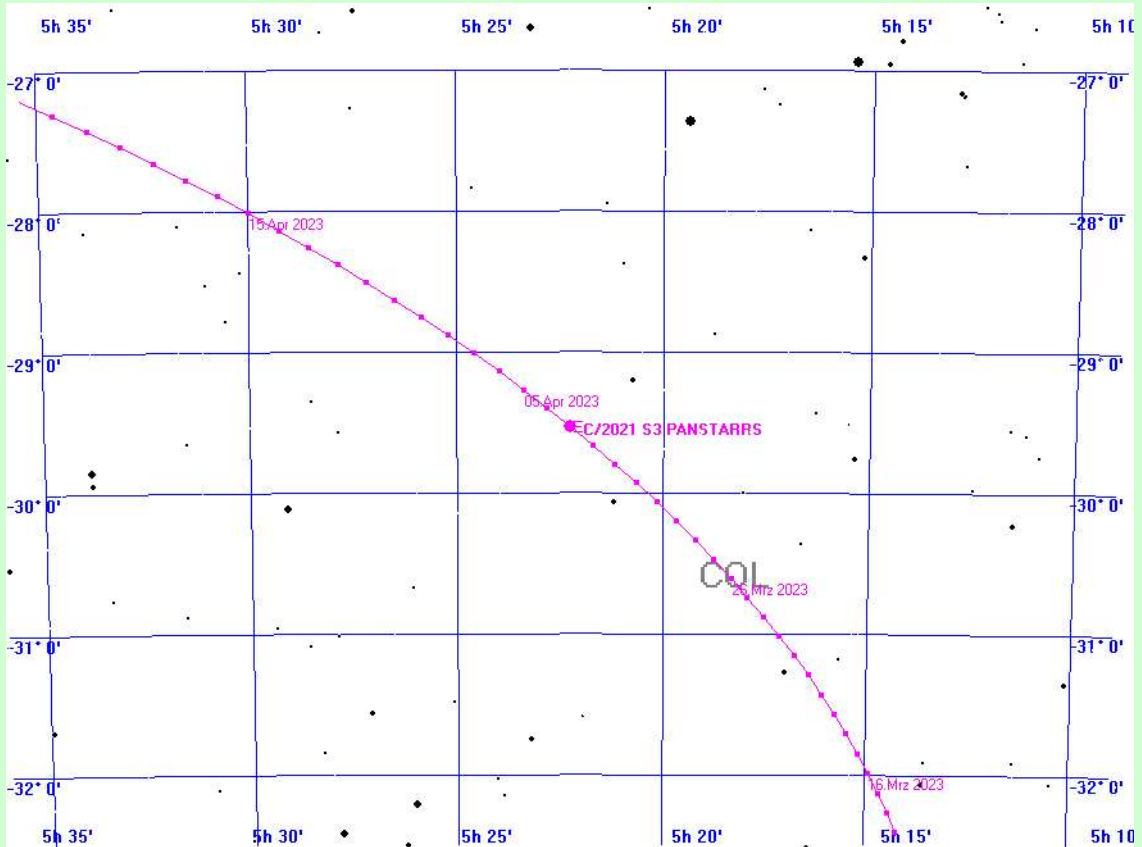 5h 35' 5h 30' 5h 25' 5h 20' 5h 15' 5h 10
-27° 0' -27° 0'
-28° 0' -28° 0'
15.Apr 2023
-29° 0' -29° 0'
05.Apr 2023
C/2021 S3 PANSTARRS
-30° 0' -30° 0'
COL
26.Mrz 2023
-31° 0' -31° 0'
-32° 0' 16.Mrz 2023 -32° 0'
5h 35' 5h 30' 5h 25' 5h 20' 5h 15' 5h 10